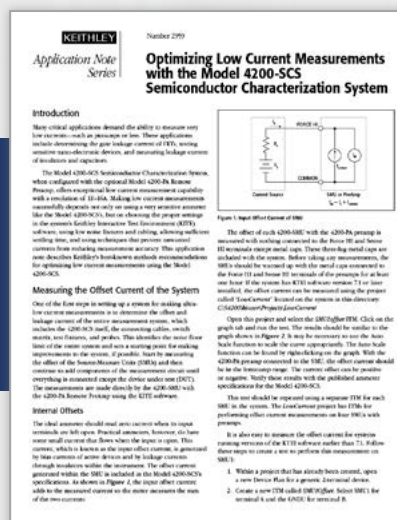 KEITHLEY
Number 2959
Application Note
Series
Optimizing Low Current Measurements
with the Model 4200-SCS
Semiconductor Characterization System
Introduction
Many critical applications demand the ability to measure very
low currents—such as picoamps or less. These applications
include determining the gate leakage current of FETs, testing
sensitive nano-electronic devices, and measuring leakage current
of insulators and capacitors.
The Model 4200-SCS Semiconductor Characterization System,
when configured with the optional Model 4200-PA Remote
Preamp, offers exceptional low current measurement capability
with a resolution of 1E–16A. Making low current measurements
successfully depends not only on using a very sensitive ammeter
like the Model 4200-SCS's, but on choosing the proper settings
in the system's Keithley Interactive Test Environment (KITE)
software, using low noise fixtures and cabling, allowing sufficient
settling time, and using techniques that prevent unwanted
currents from reducing measurement accuracy. This application
note describes Keithley's best-known methods recommendations
for optimizing low current measurements using the Model
4200-SCS.
Measuring the Offset Current of the System
One of the first steps in setting up a system for making ultra-
low current measurements is to determine the offset and
leakage current of the entire measurement system, which
includes the 4200-SCS itself, the connecting cables, switch
matrix, test fixtures, and probes. This identifies the noise floor
limit of the entire system and sets a starting point for making
improvements to the system, if possible. Start by measuring
the offset of the Source-Measure Units (SMUs) and then
continue to add components of the measurement circuit until
everything is connected except the device under test (DUT).
The measurements are made directly by the 4200-SMU with
the 4200-PA Remote Preamp using the KITE software.
Internal Offsets
The ideal ammeter should read zero current when its input
terminals are left open. Practical ammeters, however, do have
some small current that flows when the input is open. This
current, which is known as the input offset current, is generated
by bias currents of active devices and by leakage currents
through insulators within the instrument. The offset current
generated within the SMU is included in the Model 4200-SCS's
specifications. As shown in Figure 1, the input offset current
adds to the measured current so the meter measures the sum
of the two currents.
FORCE HI
COMMON
Current Source
SMU or Preamp
Figure 1. Input Offset Current of SMU
The offset of each 4200-SMU with the 4200-PA preamp is
measured with nothing connected to the Force HI and Sense
HI terminals except metal caps. These three-lug metal caps are
included with the system. Before taking any measurements, the
SMUs should be warmed up with the metal caps connected to
the Force HI and Sense HI terminals of the preamps for at least
one hour. If the system has KTEI software version 7.1 or later
installed, the offset current can be measured using the project
called "LowCurrent" located on the system in this directory:
C:\S4200\Master\Projects\LowCurrent
Open this project and select the SMU1offset ITM. Click on the
graph tab and run the test. The results should be similar to the
graph shown in Figure 2. It may be necessary to use the Auto
Scale function to scale the curve appropriately. The Auto Scale
function can be found by right-clicking on the graph. With the
4200-PA preamp connected to the SMU, the offset current should
be in the femtoamp range. The current offset can be positive
or negative. Verify these results with the published ammeter
specifications for the Model 4200-SCS.
This test should be repeated using a separate ITM for each
SMU in the system. The LowCurrent project has ITMs for
performing offset current measurements on four SMUs with
preamps.
It is also easy to measure the offset current for systems
running versions of the KTEI software earlier than 7.1. Follow
these steps to create a test to perform this measurement on
SMU1:
1. Within a project that has already been created, open
a new Device Plan for a generic 2-terminal device.
2. Create a new ITM called SMU1Offset. Select SMU1 for
terminal A and the GNDU for terminal B.